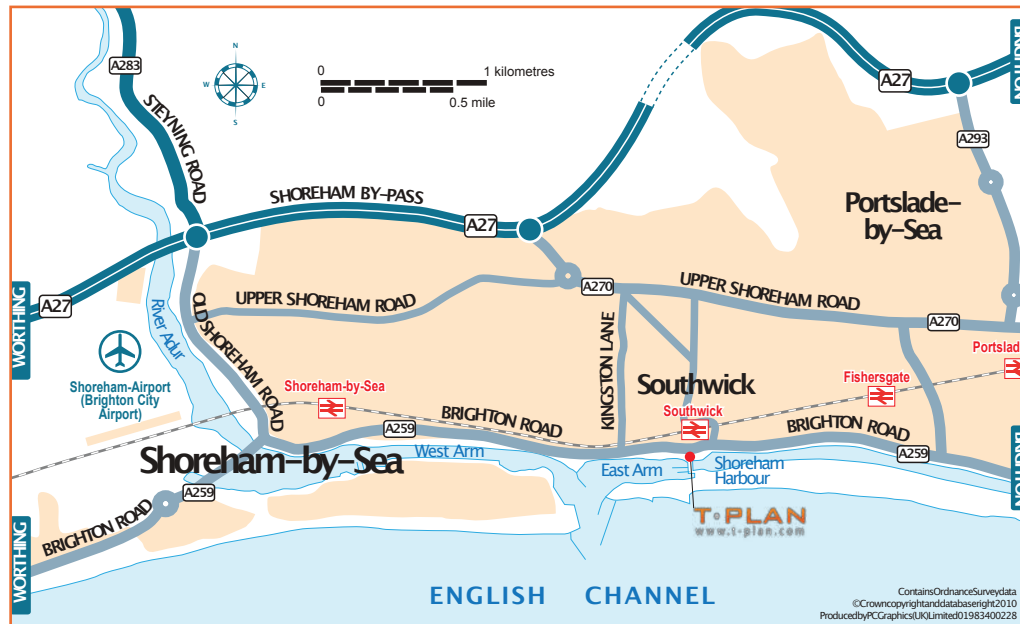 A283
STEYNING ROAD
N
W
E
S
0
1 kilometres
0
0.5 mile
A27
BRIGHTON
A293
SHOREHAM BY-PASS
A27
Portslade-
by-Sea
WORTHING
A27
River Adur
OLD SHOREHAM ROAD
UPPER SHOREHAM ROAD
A270
UPPER SHOREHAM ROAD
A270
Shoreham-Airport
(Brighton City
Airport)
Shoreham-by-Sea
KINGSTON LANE
Southwick
Southwick
Fishersgate
Portslad
BRIGHTON ROAD
A259
BRIGHTON ROAD
A259
BRIGHTON
Shoreham-by-Sea
West Arm
East Arm
Shoreham
Harbour
A259
BRIGHTON ROAD
WORTHING
T-PLAN
www.t-plan.com
ENGLISH CHANNEL
ContainsOrdnanceSurveydata
©Crowncopyrightanddatabaseright2010
ProducedbyPCGraphics(UK)Limited01983400228